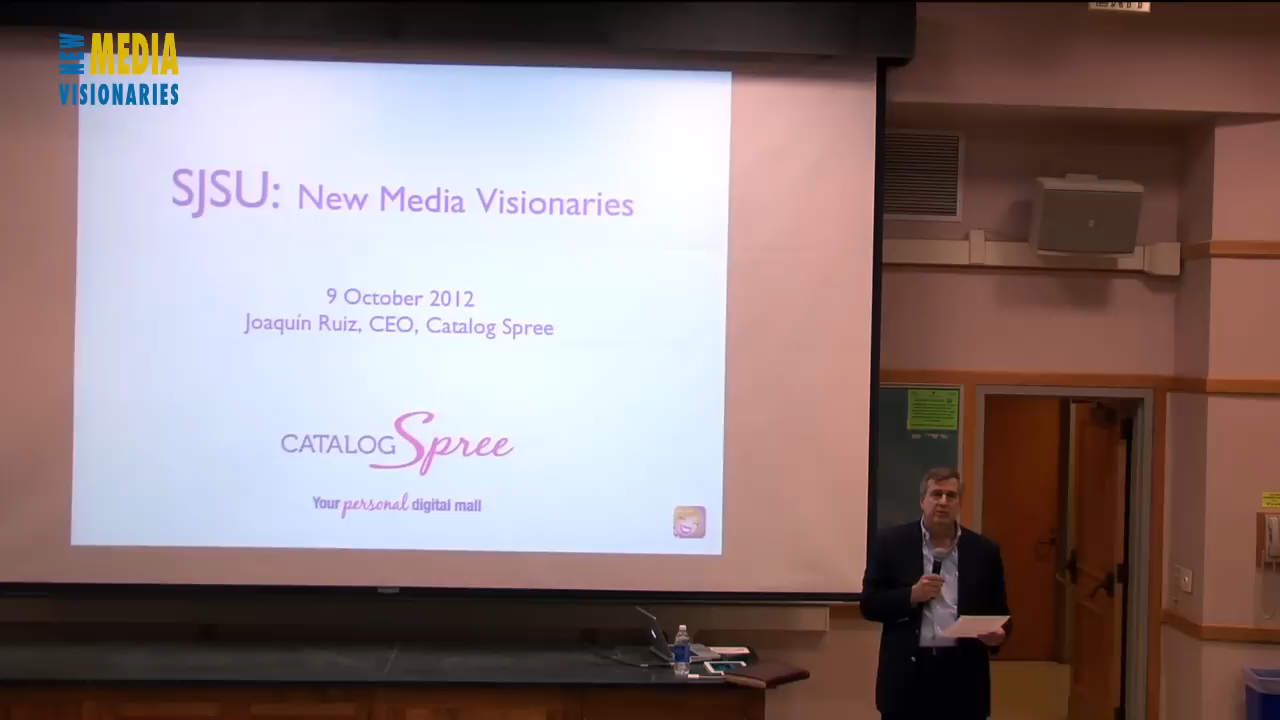 NEW MEDIA
VISIONARIES
SJSU: New Media Visionaries
9 October 2012
Joaquín Ruiz, CEO, Catalog Spree
CATALOG Spree
Your personal digital mall